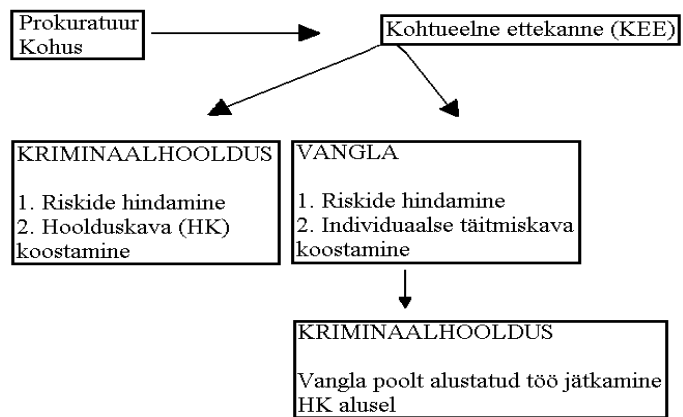 Prokuratuur
Kohus
Kohtueelne ettekanne (KEE)
KRIMINAALHOOLDUS
1. Riskide hindamine
2. Hoolduskava (HK)
koostamine
VANGLA
1. Riskide hindamine
2. Individuaalse täitmiskava
koostamine
KRIMINAALHOOLDUS
Vangla poolt alustatud töö jätkamine
HK alusel